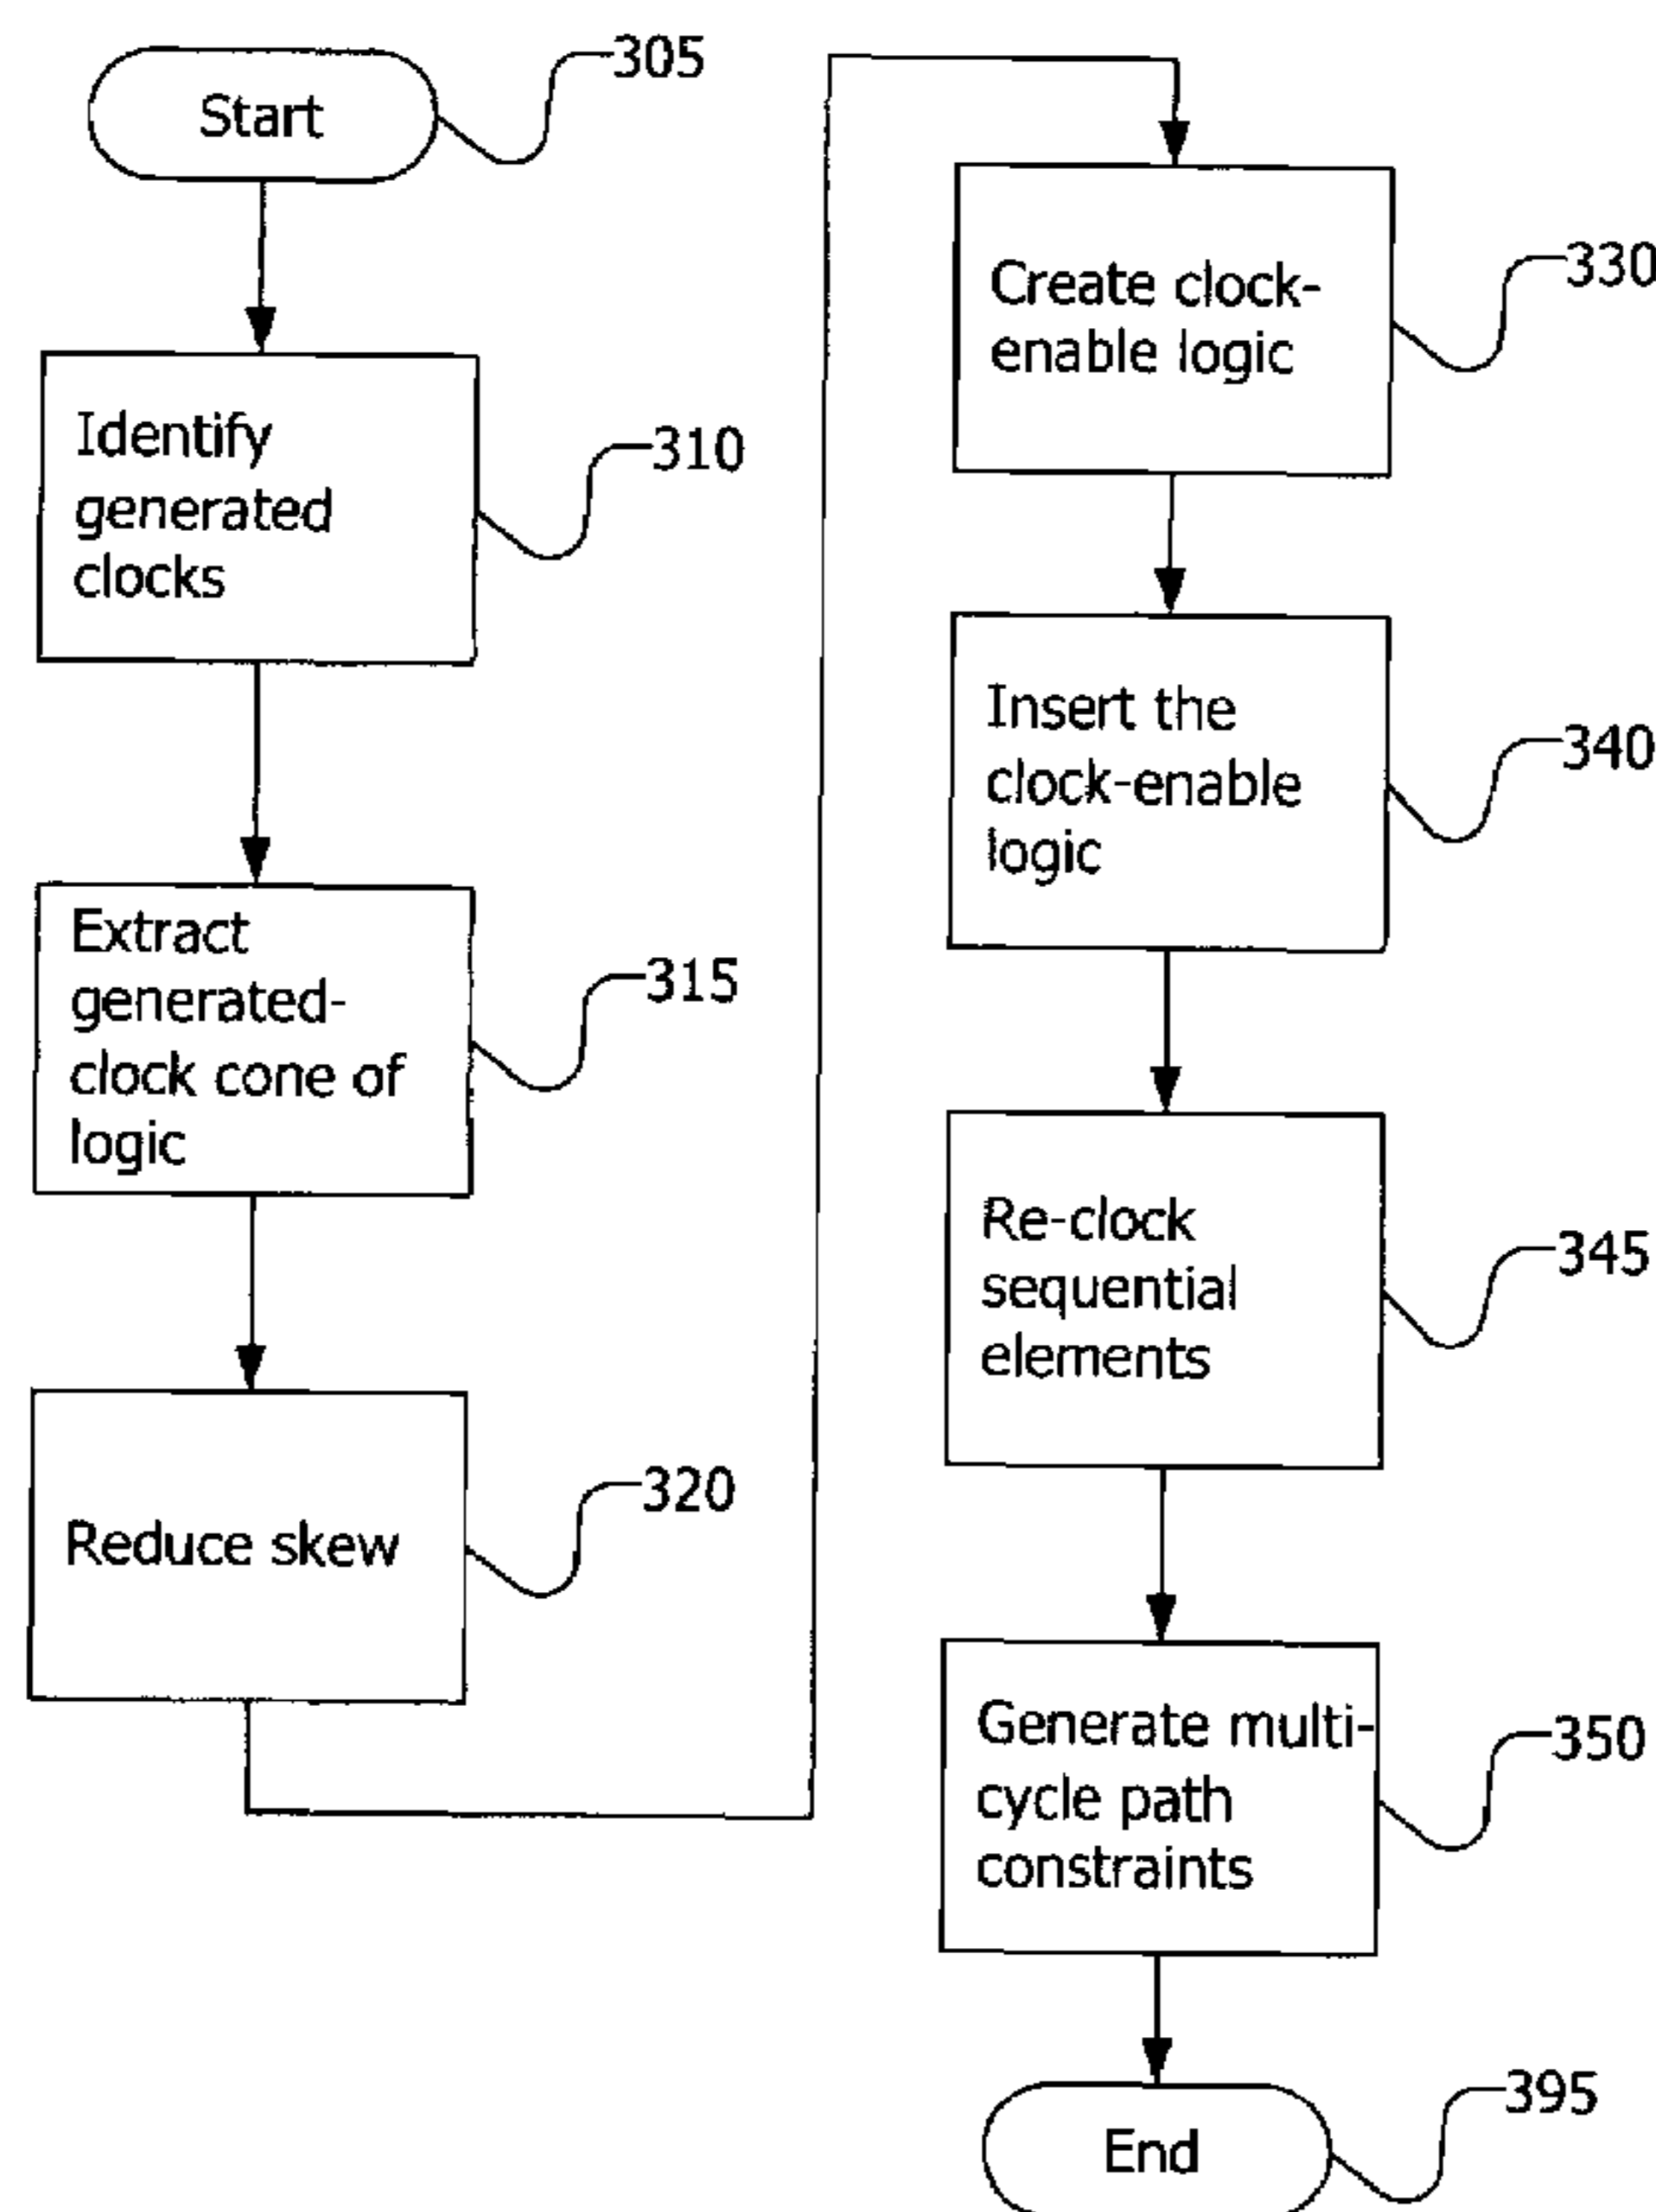 Start
305
Identify
generated
clocks
310
Extract
generated-
clock cone of
logic
315
Reduce skew
320
Create clock-
enable logic
330
Insert the
clock-enable
logic
340
Re-clock
sequential
elements
345
Generate multi-
cycle path
constraints
350
End
395